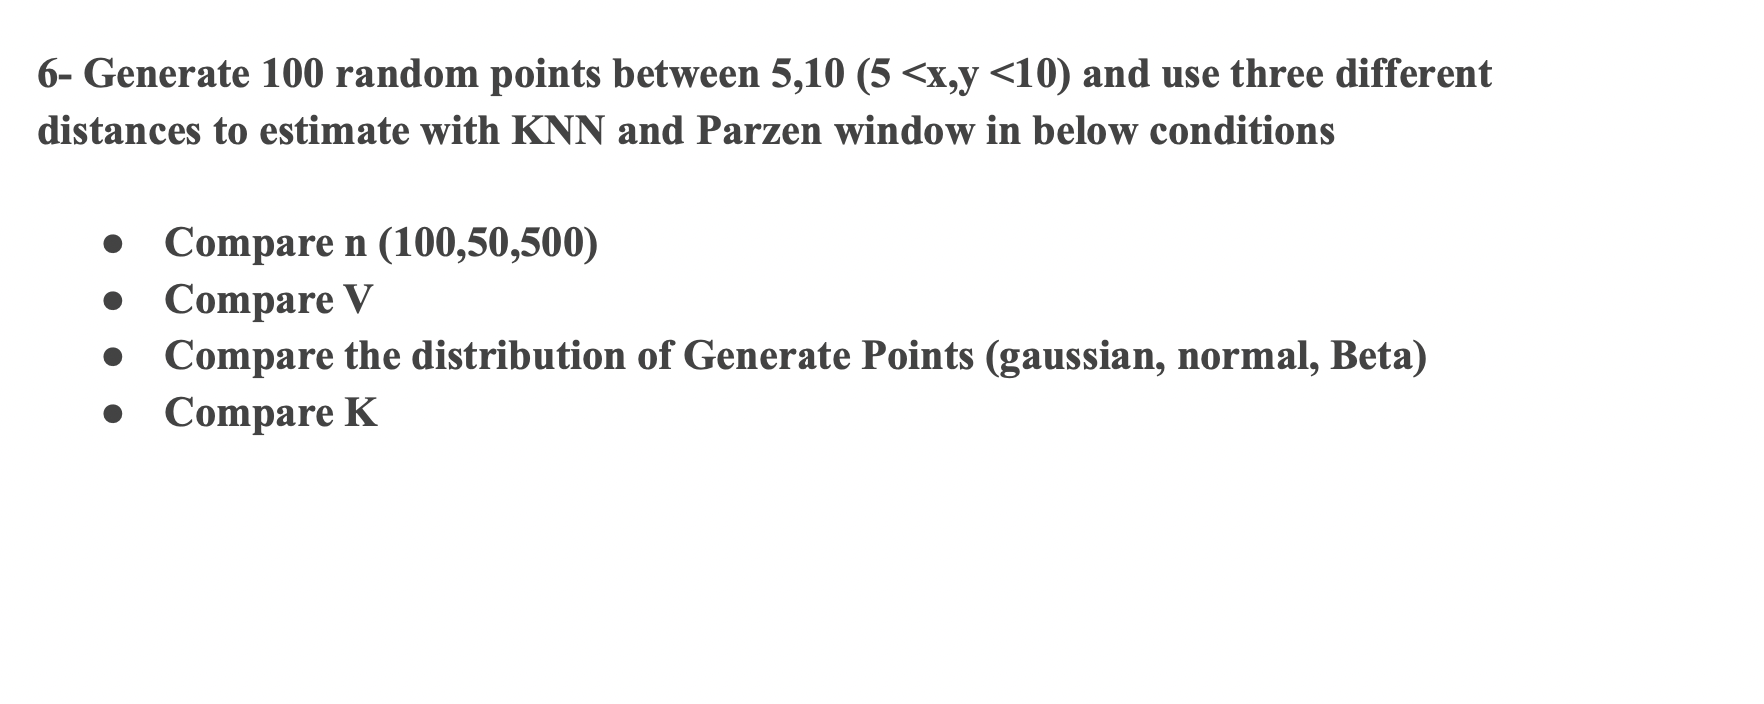 6- Generate 100 random points between 5,10 (5 <x,y <10) and use three different
distances to estimate with KNN and Parzen window in below conditions
● Compare n (100,50,500)
● Compare V
● Compare the distribution of Generate Points (gaussian, normal, Beta)
● Compare K